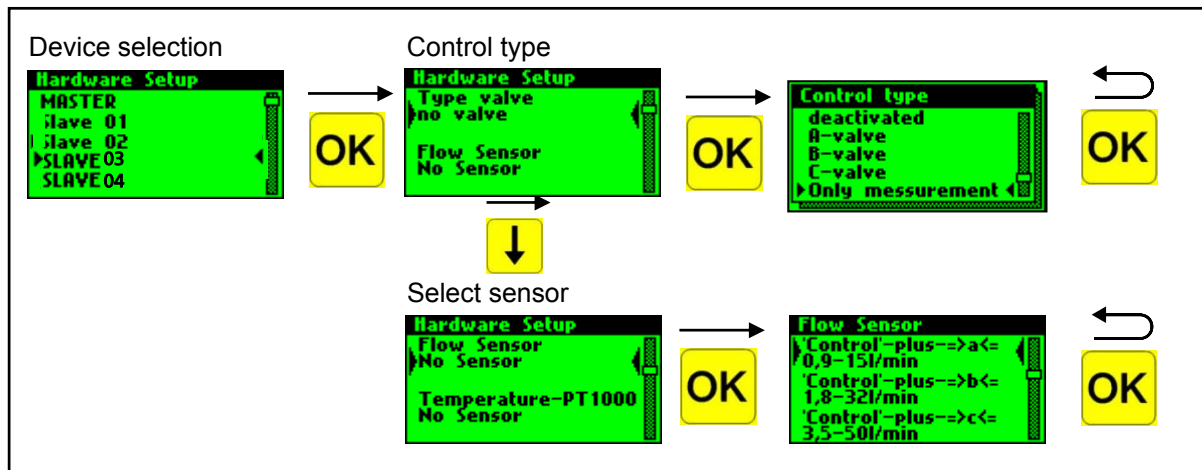 Device selection
Hardware Setup
MASTER
Slave 01
Slave 02
SLAVE 03
SLAVE 04
OK
Control type
Hardware Setup
Type valve
no valve
Flow Sensor
No Sensor
OK
Control type
deactivated
A-valve
B-valve
C-valve
Only messurement
OK
Select sensor
Hardware Setup
Flow Sensor
No Sensor
Temperature-PT1000
No Sensor
OK
Flow Sensor
'Control'-plus-=>a<=
0,9-15l/min
'Control'-plus-=>b<=
1,8-32l/min
'Control'-plus-=>c<=
3,5-50l/min
OK